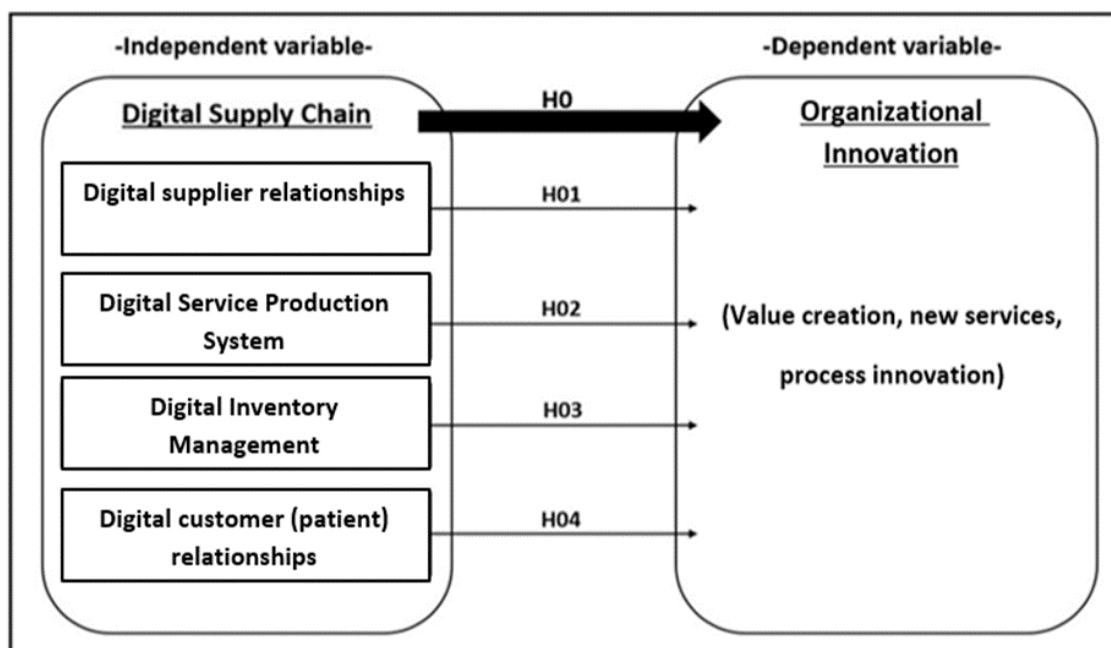 -Independent variable-
-Dependent variable-
Digital Supply Chain
H0
Organizational
Innovation
Digital supplier relationships
H01
Digital Service Production
System
H02
(Value creation, new services,
process innovation)
Digital Inventory
Management
H03
Digital customer (patient)
relationships
H04